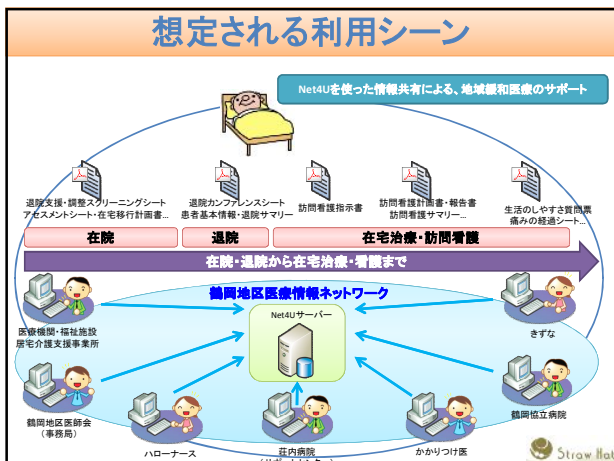 想定される利用シーン
Net4Uを使った情報共有による、地域緩和医療のサポート
退院支援・調整スクリーニングシート
アセスメントシート・在宅移行計画書…
退院カンファレンスシート
患者基本情報・退院サマリー
訪問看護指示書
訪問看護計画書・報告書
訪問看護サマリー…
生活のしやすさ質問票
痛みの経過シート…
在院
退院
在宅治療・訪問看護
在院・退院から在宅治療・看護まで
鶴岡地区医療情報ネットワーク
Net4Uサーバー
医療機関・福祉施設
居宅介護支援事業所
きずな
鶴岡地区医師会
（事務局）
ハローナース
荘内病院
かかりつけ医
鶴岡協立病院
Straw Hat